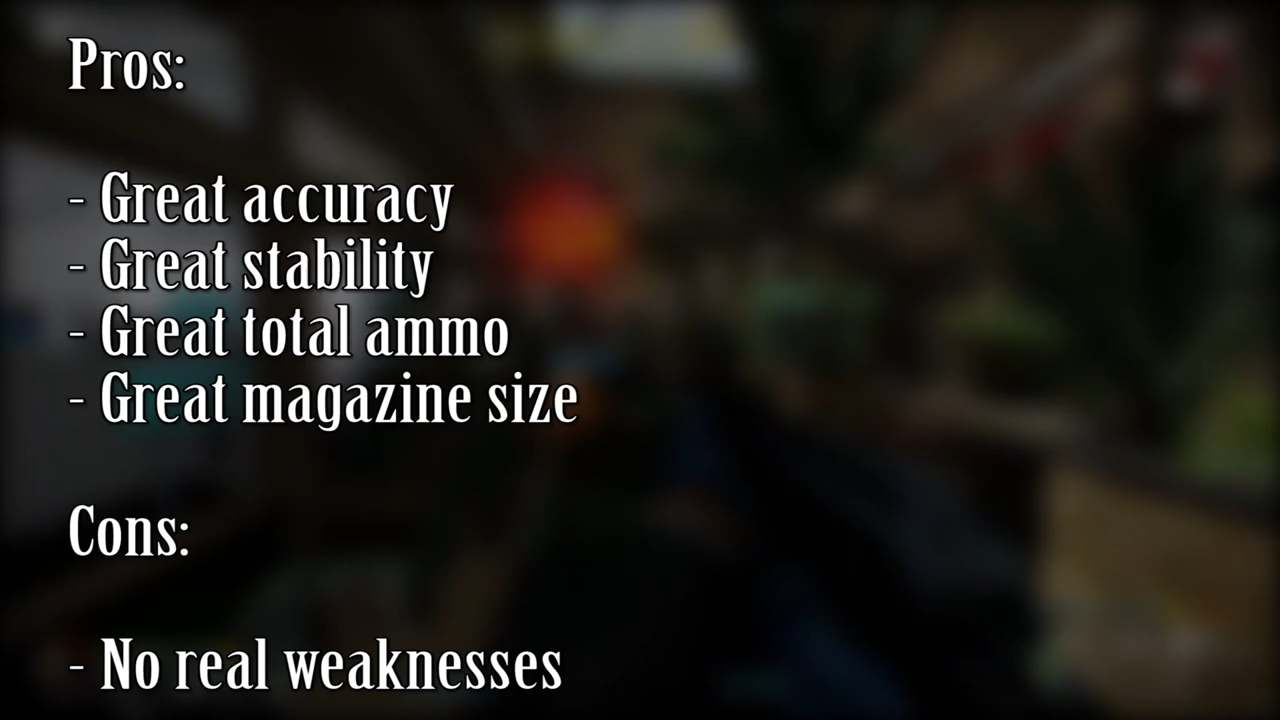 Pros:
- Great accuracy
- Great stability
- Great total ammo
- Great magazine size
Cons:
- No real weaknesses